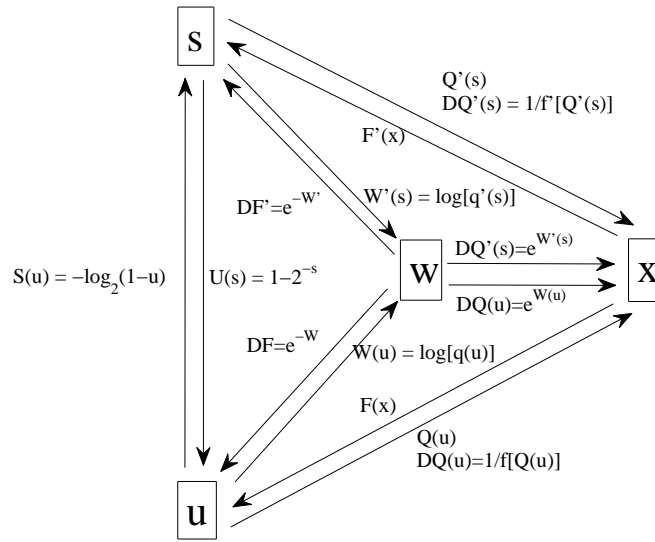 s
Q'(s)
DQ'(s) = 1/f'[Q'(s)]
F'(x)
W'(s) = log[q'(s)]
DF'=e^{−W'}
DQ'(s)=e^{W'(s)}
w
x
S(u) = −log_2(1−u)
U(s) = 1−2^{−s}
DQ(u)=e^{W(u)}
DF=e^{−W}
W(u) = log[q(u)]
F(x)
Q(u)
DQ(u)=1/f[Q(u)]
u